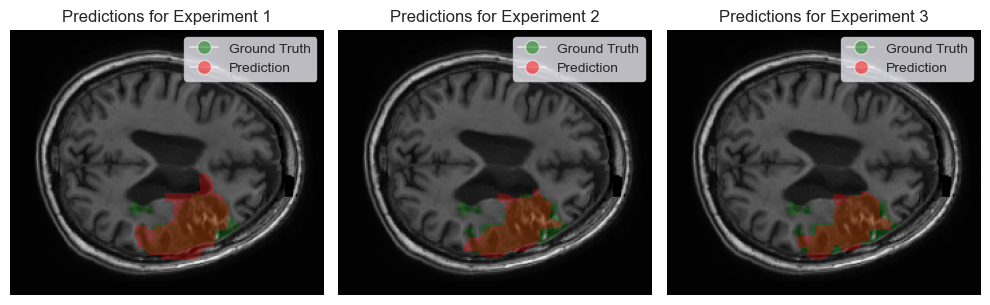 Predictions for Experiment 1
Ground Truth
Prediction
Predictions for Experiment 2
Ground Truth
Prediction
Predictions for Experiment 3
Ground Truth
Prediction